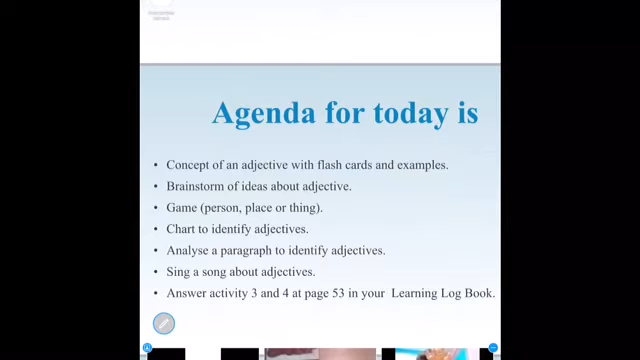 Agenda for today is
• Concept of an adjective with flash cards and examples.
• Brainstorm of ideas about adjective.
• Game (person, place or thing).
• Chart to identify adjectives.
• Analyse a paragraph to identify adjectives.
• Sing a song about adjectives.
• Answer activity 3 and 4 at page 53 in your Learning Log Book.